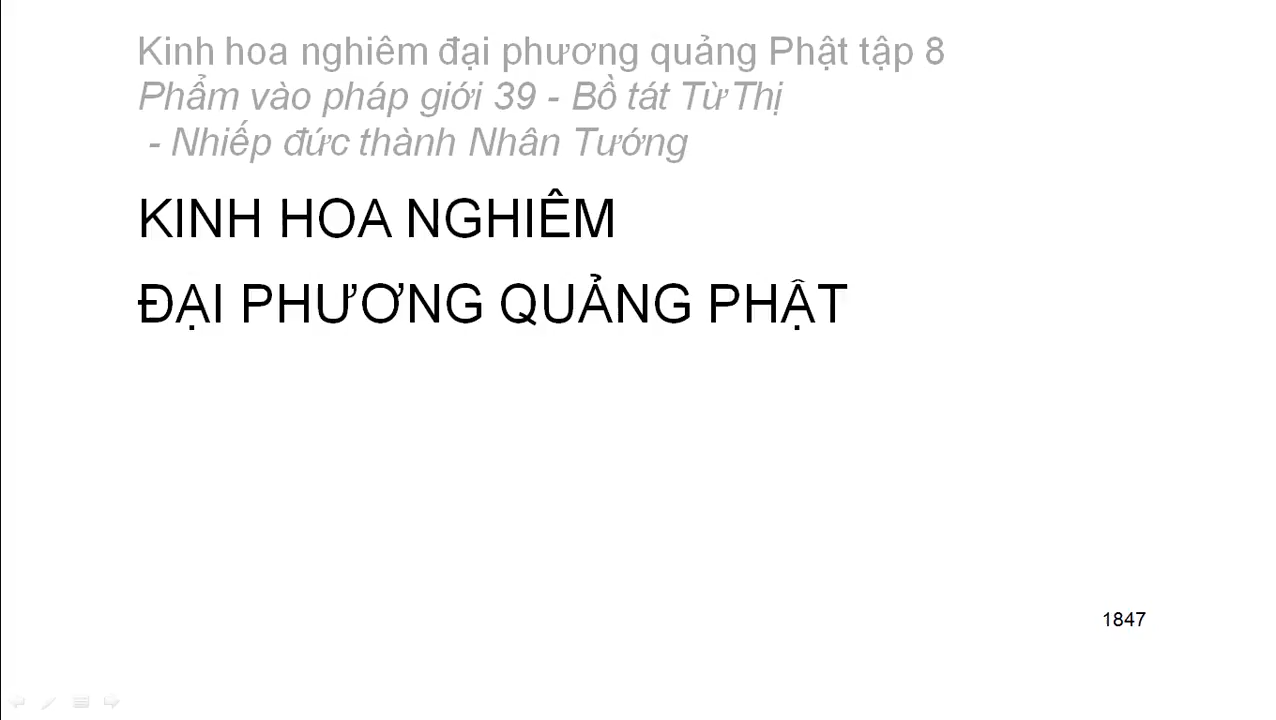 Kinh hoa nghiêm đại phương quảng Phật tập 8
Phẩm vào pháp giới 39 - Bồ tát Từ Thị
- Nhiếp đức thành Nhân Tướng
KINH HOA NGHIÊM
ĐẠI PHƯƠNG QUẢNG PHẬT
1847